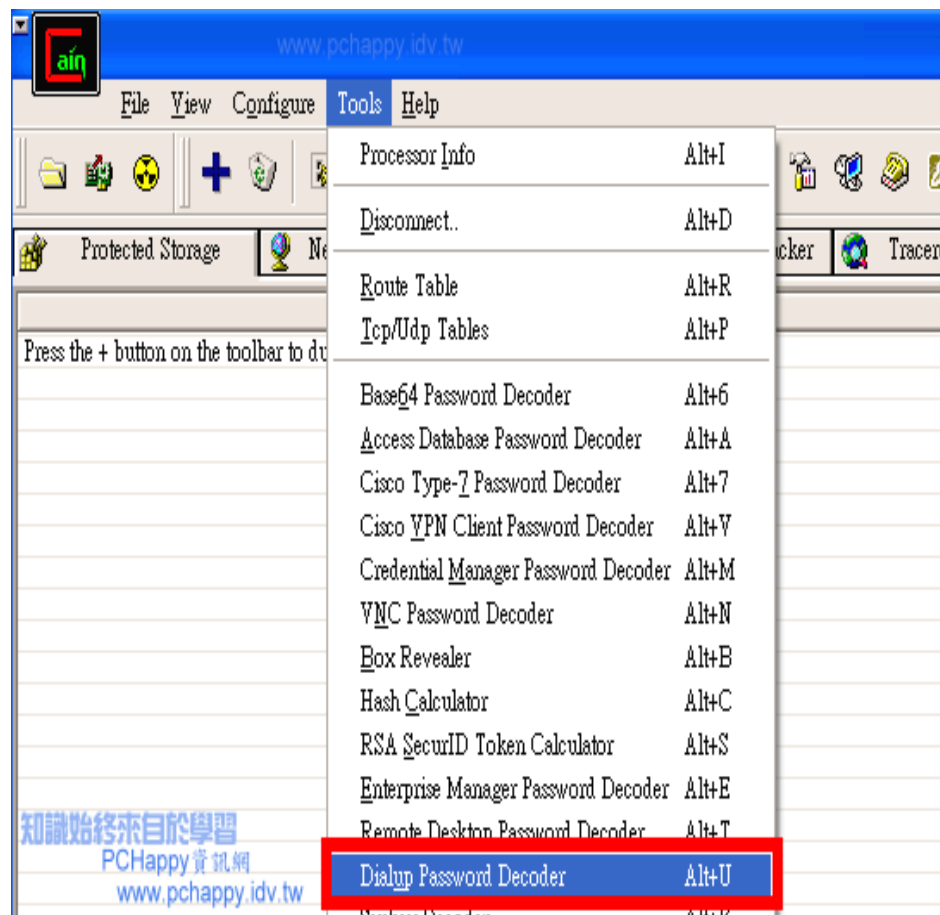 www.pchappy.idv.tw
Cain
File View Configure Tools Help
Processor Info Alt+I
Disconnect.. Alt+D
Protected Storage Ne cker Tracer
Route Table Alt+R
Tcp/Udp Tables Alt+P
Press the + button on the toolbar to du
Base64 Password Decoder Alt+6
Access Database Password Decoder Alt+A
Cisco Type-7 Password Decoder Alt+7
Cisco VPN Client Password Decoder Alt+V
Credential Manager Password Decoder Alt+M
VNC Password Decoder Alt+N
Box Revealer Alt+B
Hash Calculator Alt+C
RSA SecurID Token Calculator Alt+S
Enterprise Manager Password Decoder Alt+E
Remote Desktop Password Decoder Alt+T
Dialup Password Decoder Alt+U
知識始終來自於學習
PCHappy資訊網
www.pchappy.idv.tw